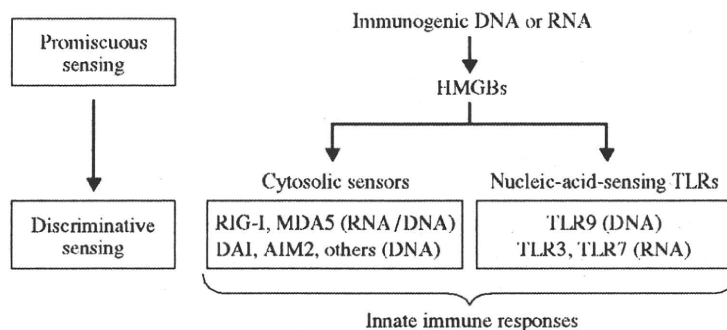 Promiscuous
sensing
Discriminative
sensing
Immunogenic DNA or RNA
HMGBs
Cytosolic sensors
RIG-I, MDA5 (RNA/DNA)
DAI, AIM2, others (DNA)
Nucleic-acid-sensing TLRs
TLR9 (DNA)
TLR3, TLR7 (RNA)
Innate immune responses